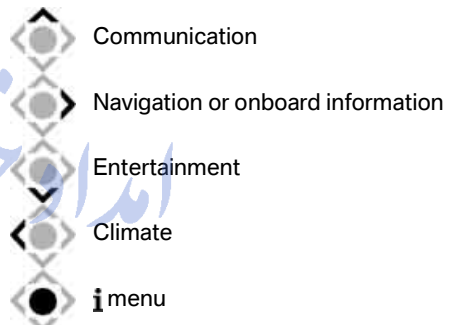 Communication
Navigation or onboard information
Entertainment
Climate
i menu